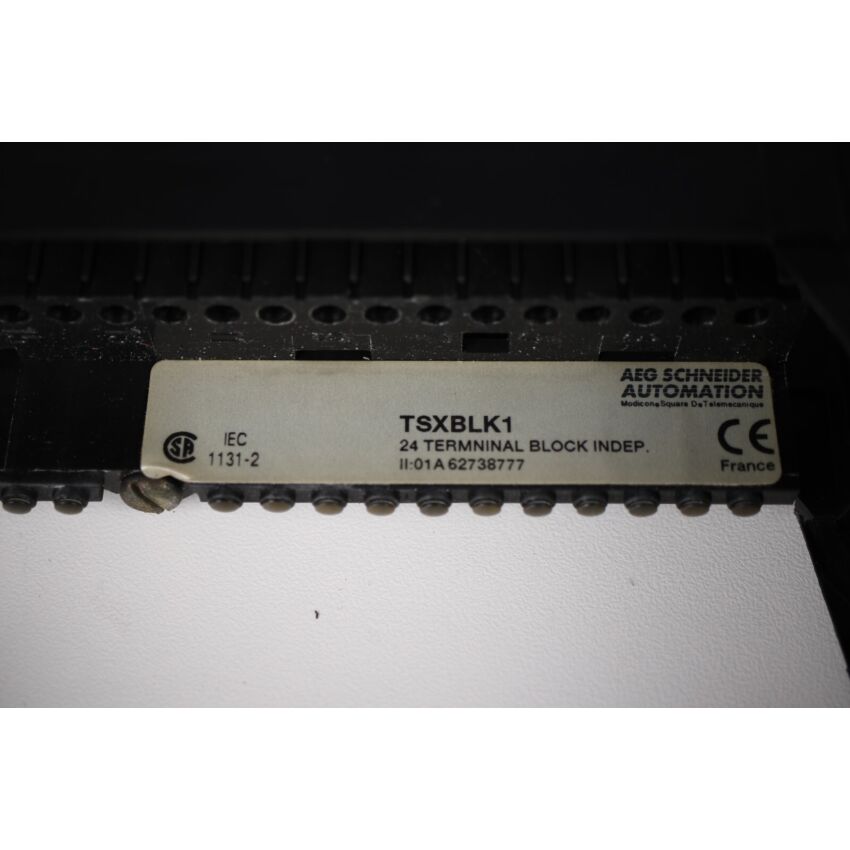 AEG SCHNEIDER
AUTOMATION
Modicon Square D Telemecanique
TSXBLK1
24 TERMNINAL BLOCK INDEP.
II:01A 62738777
SA
IEC
1131-2
CE
France